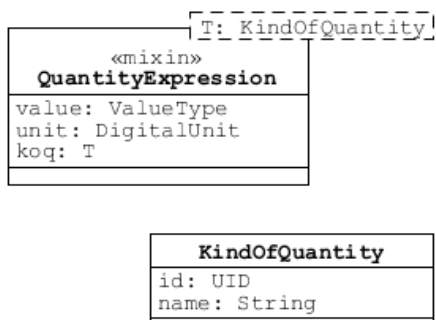 T: KindOfQuantity
«mixin»
QuantityExpression
value: ValueType
unit: DigitalUnit
koq: T
KindOfQuantity
id: UID
name: String